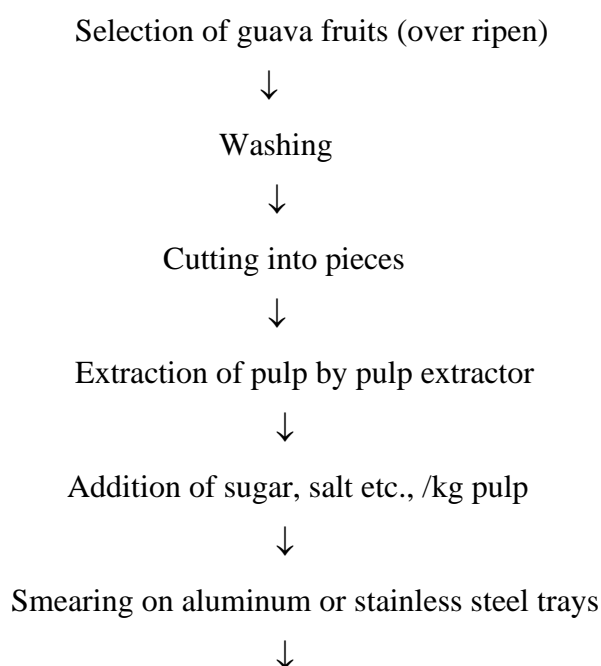 Selection of guava fruits (over ripen)
↓
Washing
↓
Cutting into pieces
↓
Extraction of pulp by pulp extractor
↓
Addition of sugar, salt etc., /kg pulp
↓
Smearing on aluminum or stainless steel trays
↓